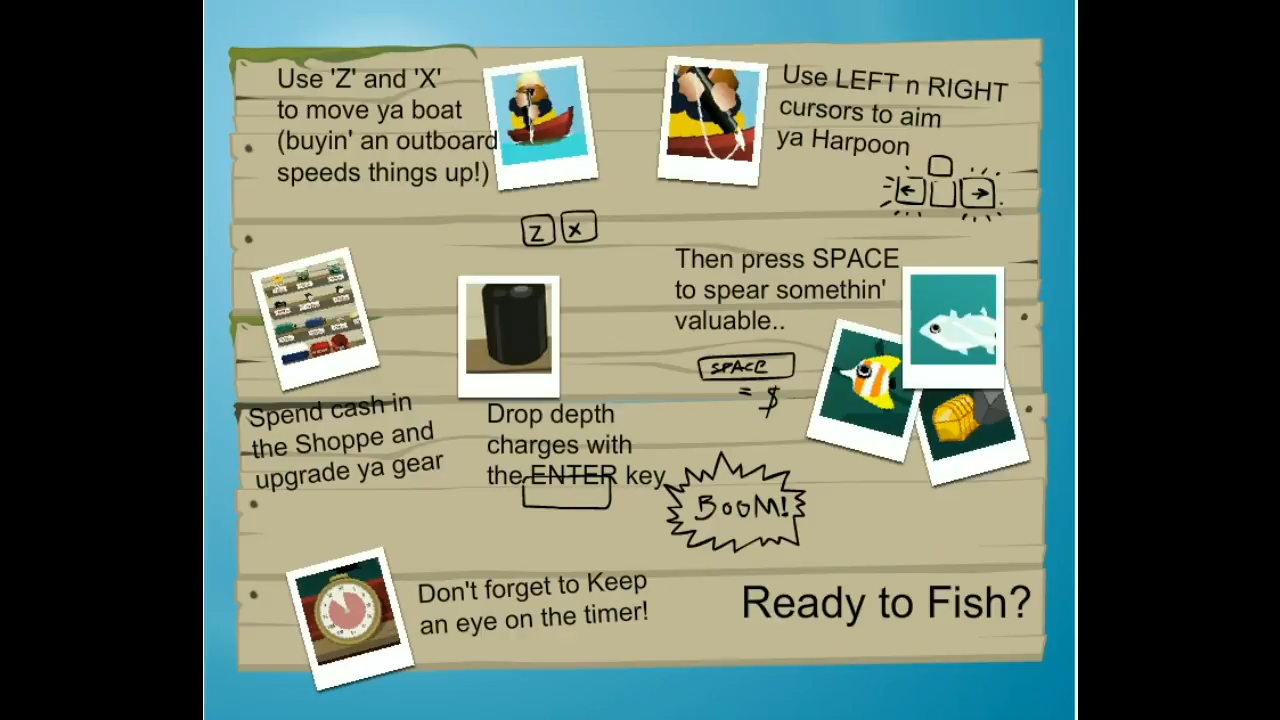 Use 'Z' and 'X'
to move ya boat
(buyin' an outboard
speeds things up!)
Z X
Use LEFT n RIGHT
cursors to aim
ya Harpoon
Then press SPACE
to spear somethin'
valuable..
SPACE
= $
Spend cash in
the Shoppe and
upgrade ya gear
Drop depth
charges with
the ENTER key
BOOM!
Don't forget to Keep
an eye on the timer!
Ready to Fish?